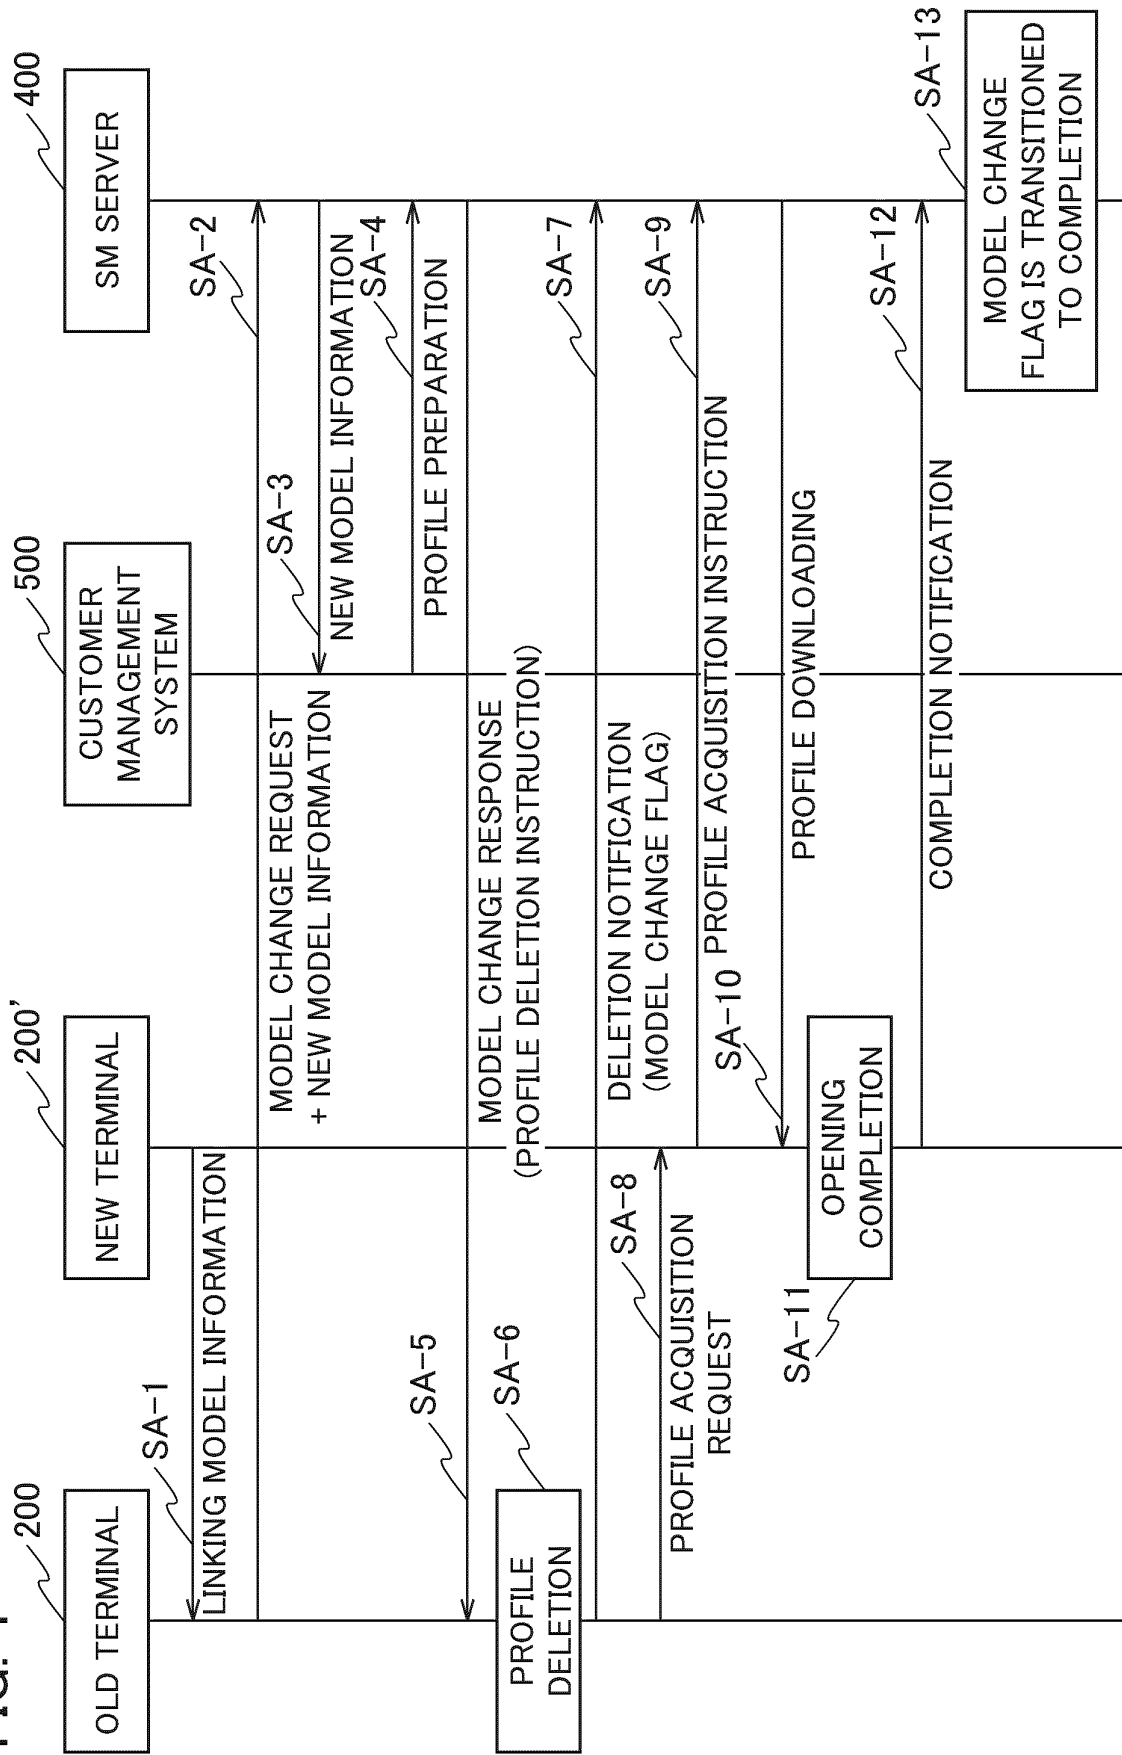 OLD TERMINAL
200
NEW TERMINAL
200'
CUSTOMER
MANAGEMENT
SYSTEM
500
SM SERVER
400
SA-1
LINKING MODEL INFORMATION
SA-2
MODEL CHANGE REQUEST
+ NEW MODEL INFORMATION
SA-3
NEW MODEL INFORMATION
SA-4
PROFILE PREPARATION
SA-5
MODEL CHANGE RESPONSE
(PROFILE DELETION INSTRUCTION)
SA-6
PROFILE
DELETION
SA-7
DELETION NOTIFICATION
(MODEL CHANGE FLAG)
SA-8
PROFILE ACQUISITION
REQUEST
SA-9
PROFILE ACQUISITION INSTRUCTION
SA-10
PROFILE DOWNLOADING
SA-11
OPENING
COMPLETION
SA-12
COMPLETION NOTIFICATION
SA-13
MODEL CHANGE
FLAG IS TRANSITIONED
TO COMPLETION